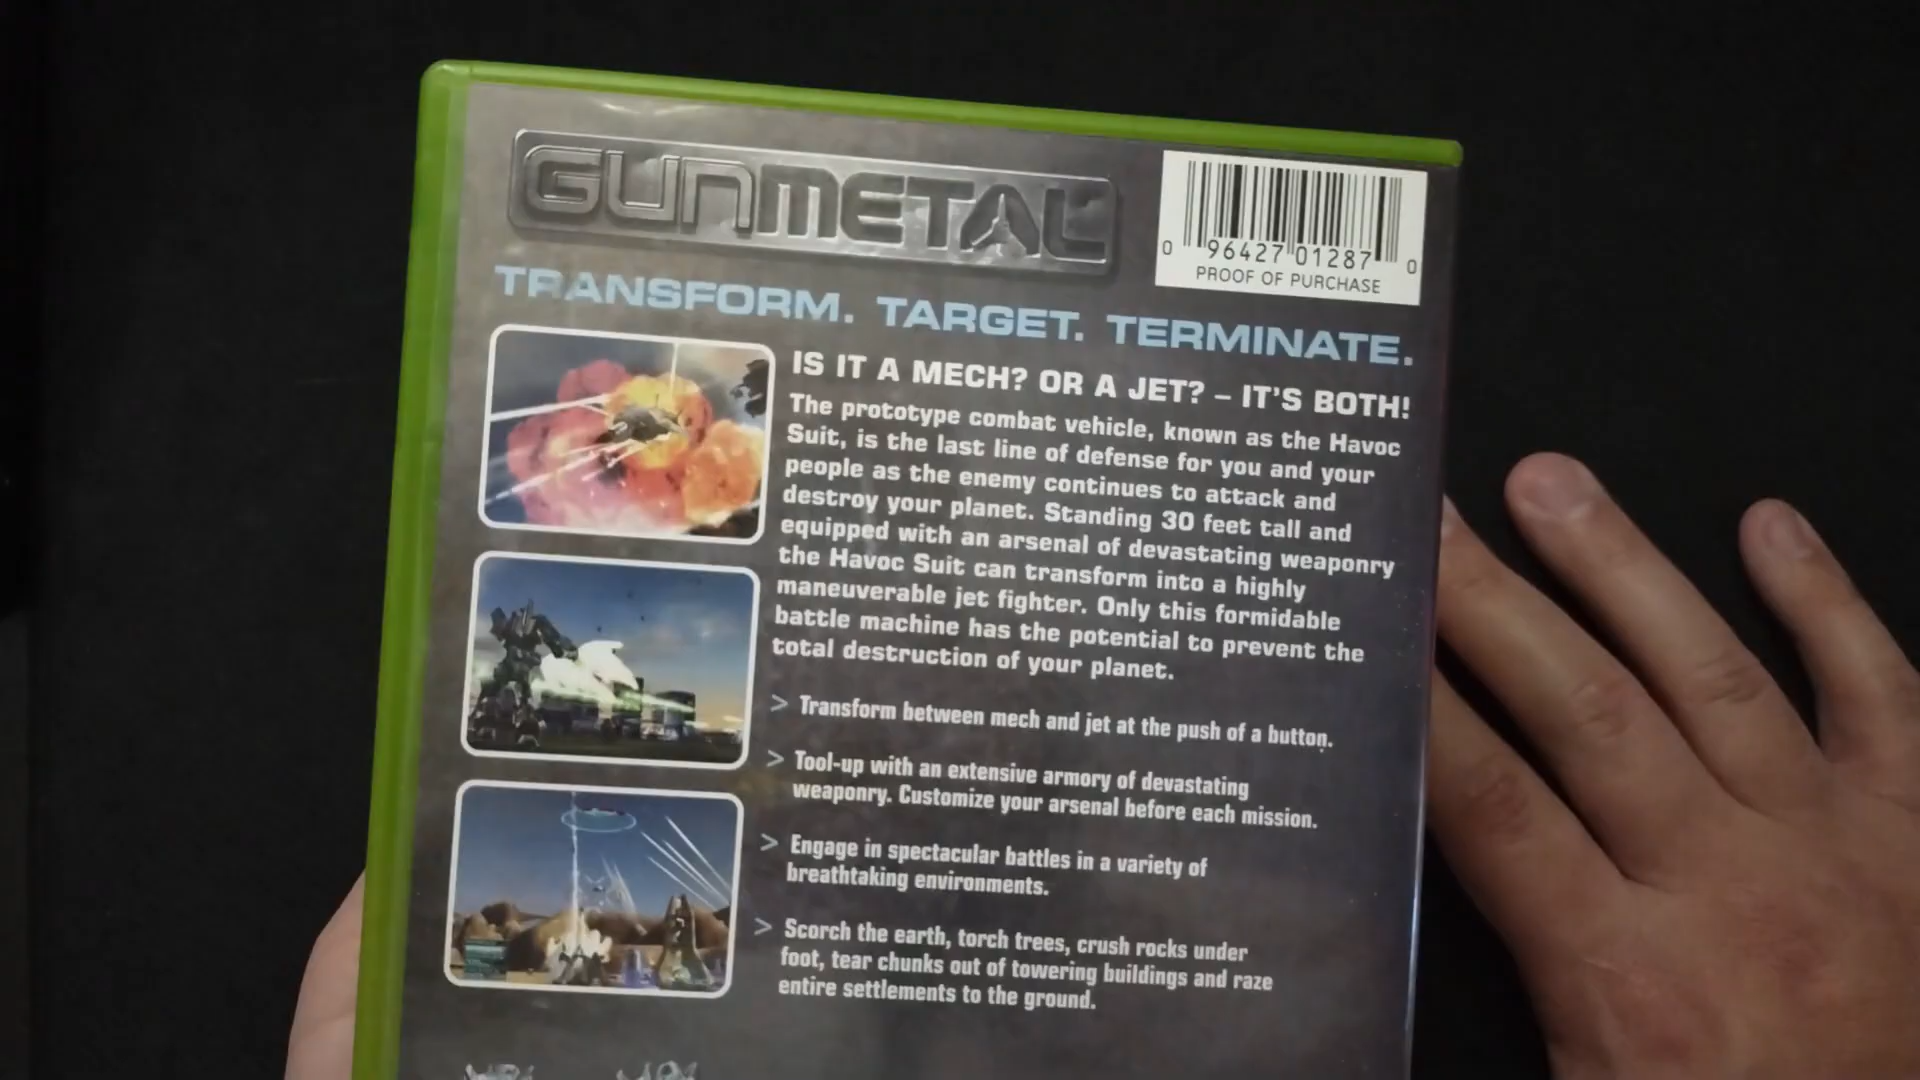 GUNMETAL
0 96427 01287 0
PROOF OF PURCHASE
TRANSFORM. TARGET. TERMINATE.
IS IT A MECH? OR A JET? – IT'S BOTH!
The prototype combat vehicle, known as the Havoc
Suit, is the last line of defense for you and your
people as the enemy continues to attack and
destroy your planet. Standing 30 feet tall and
equipped with an arsenal of devastating weaponry
the Havoc Suit can transform into a highly
maneuverable jet fighter. Only this formidable
battle machine has the potential to prevent the
total destruction of your planet.
> Transform between mech and jet at the push of a button.
> Tool-up with an extensive armory of devastating
weaponry. Customize your arsenal before each mission.
> Engage in spectacular battles in a variety of
breathtaking environments.
> Scorch the earth, torch trees, crush rocks under
foot, tear chunks out of towering buildings and raze
entire settlements to the ground.